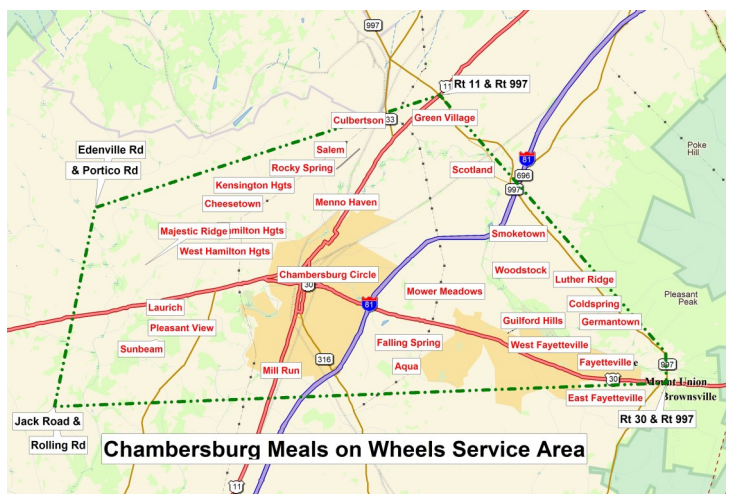 997
11
Rt 11 & Rt 997
33
Culbertson
Green Village
Edenville Rd
& Portico Rd
Salem
Poke
Hill
Rocky Spring
81
Scotland
696
997
Kensington Hgts
Cheesetown
Menno Haven
Majestic Ridge
milton Hgts
Smoketown
West Hamilton Hgts
Woodstock
Chambersburg Circle
30
Luther Ridge
Mower Meadows
Pleasant
Peak
81
Laurich
Coldspring
Pleasant View
Guilford Hills
Germantown
Sunbeam
Falling Spring
West Fayetteville
316
Fayetteville
997
Mill Run
Aqua
30
Mount Union
East Fayetteville
Brownsville
Jack Road &
Rolling Rd
Rt 30 & Rt 997
Chambersburg Meals on Wheels Service Area
11